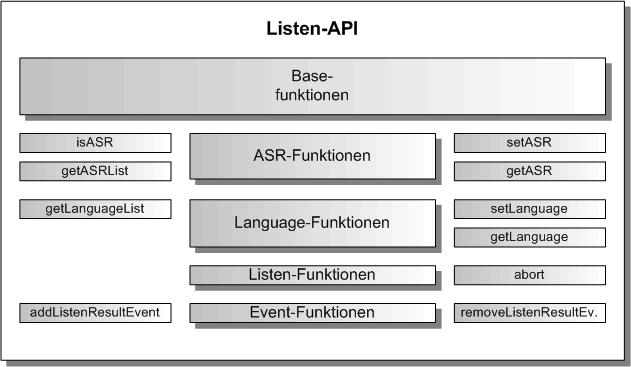 Listen-API
Base-
funktionen
isASR
ASR-Funktionen
setASR
getASRList
getASR
getLanguageList
Language-Funktionen
setLanguage
getLanguage
Listen-Funktionen
abort
addListenResultEvent
Event-Funktionen
removeListenResultEv.